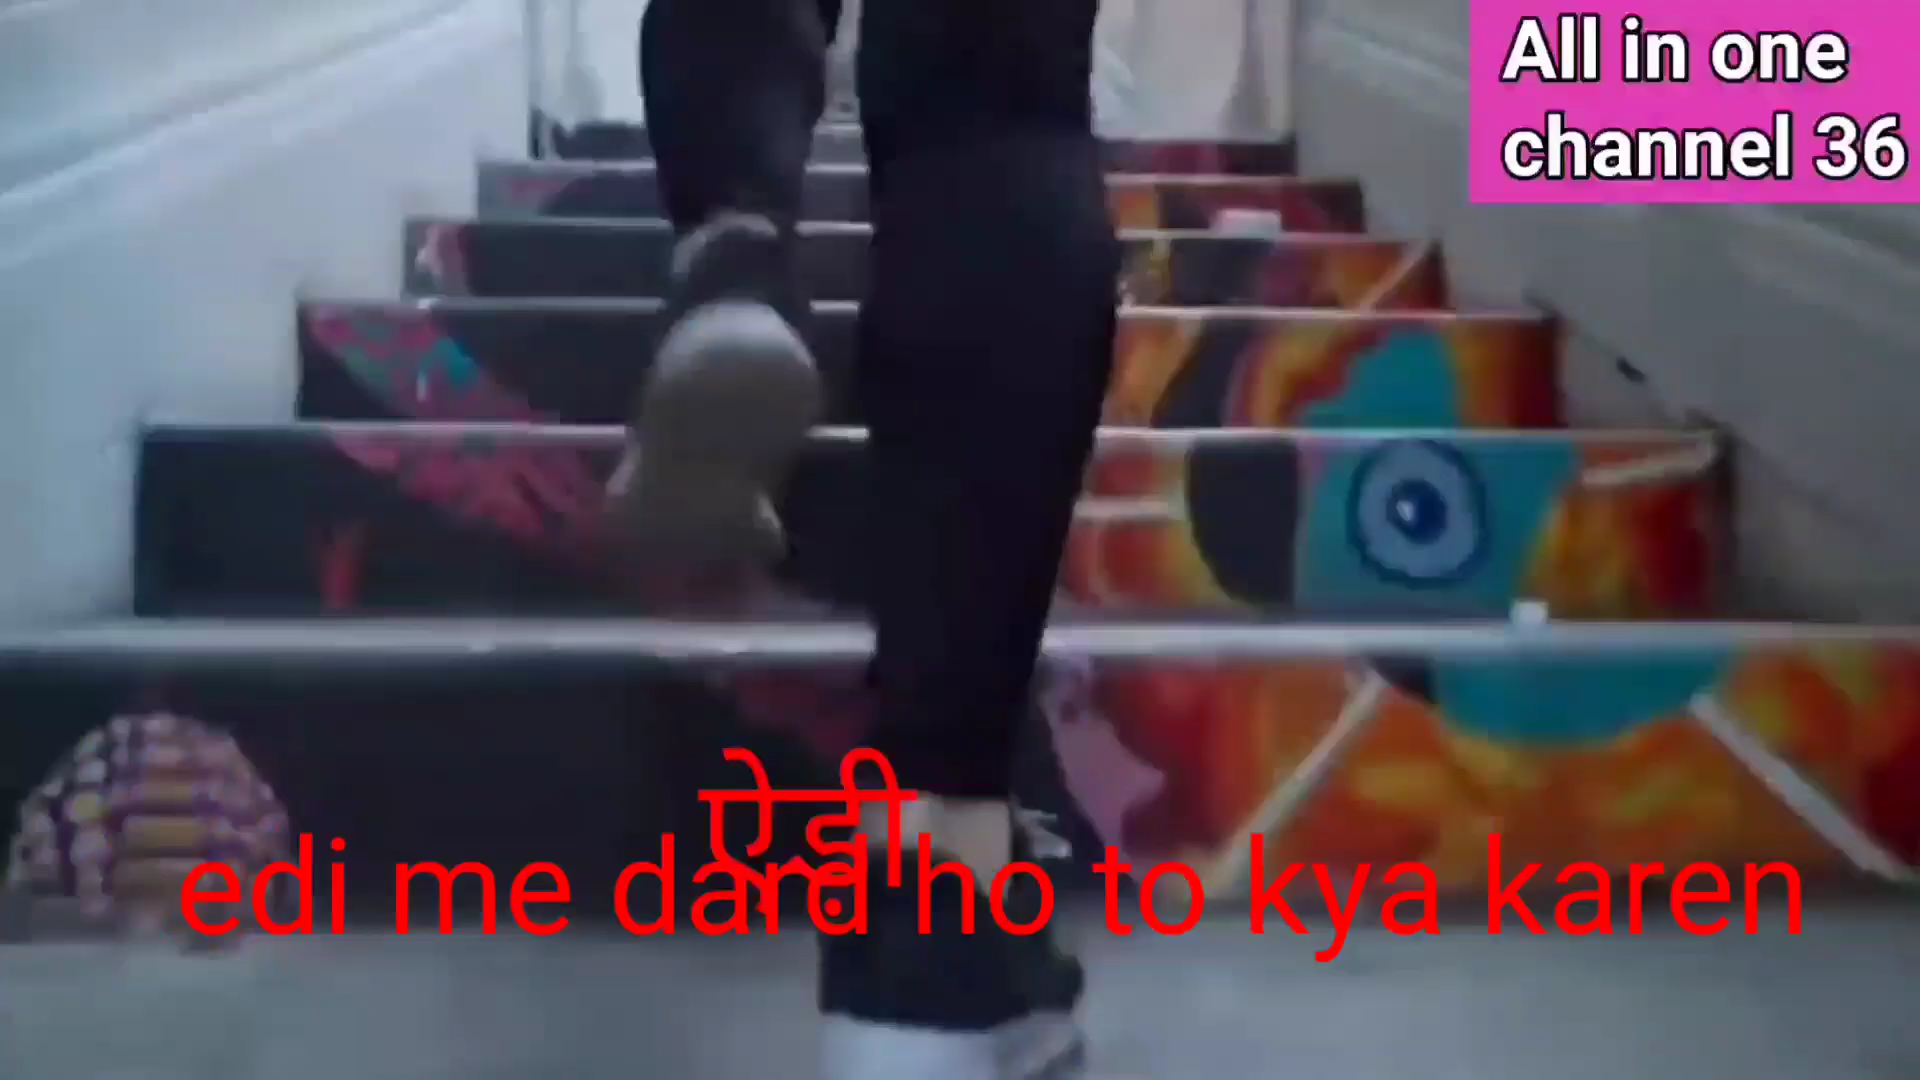 All in one
channel 36
ऐड़ी
edi me dard ho to kya karen